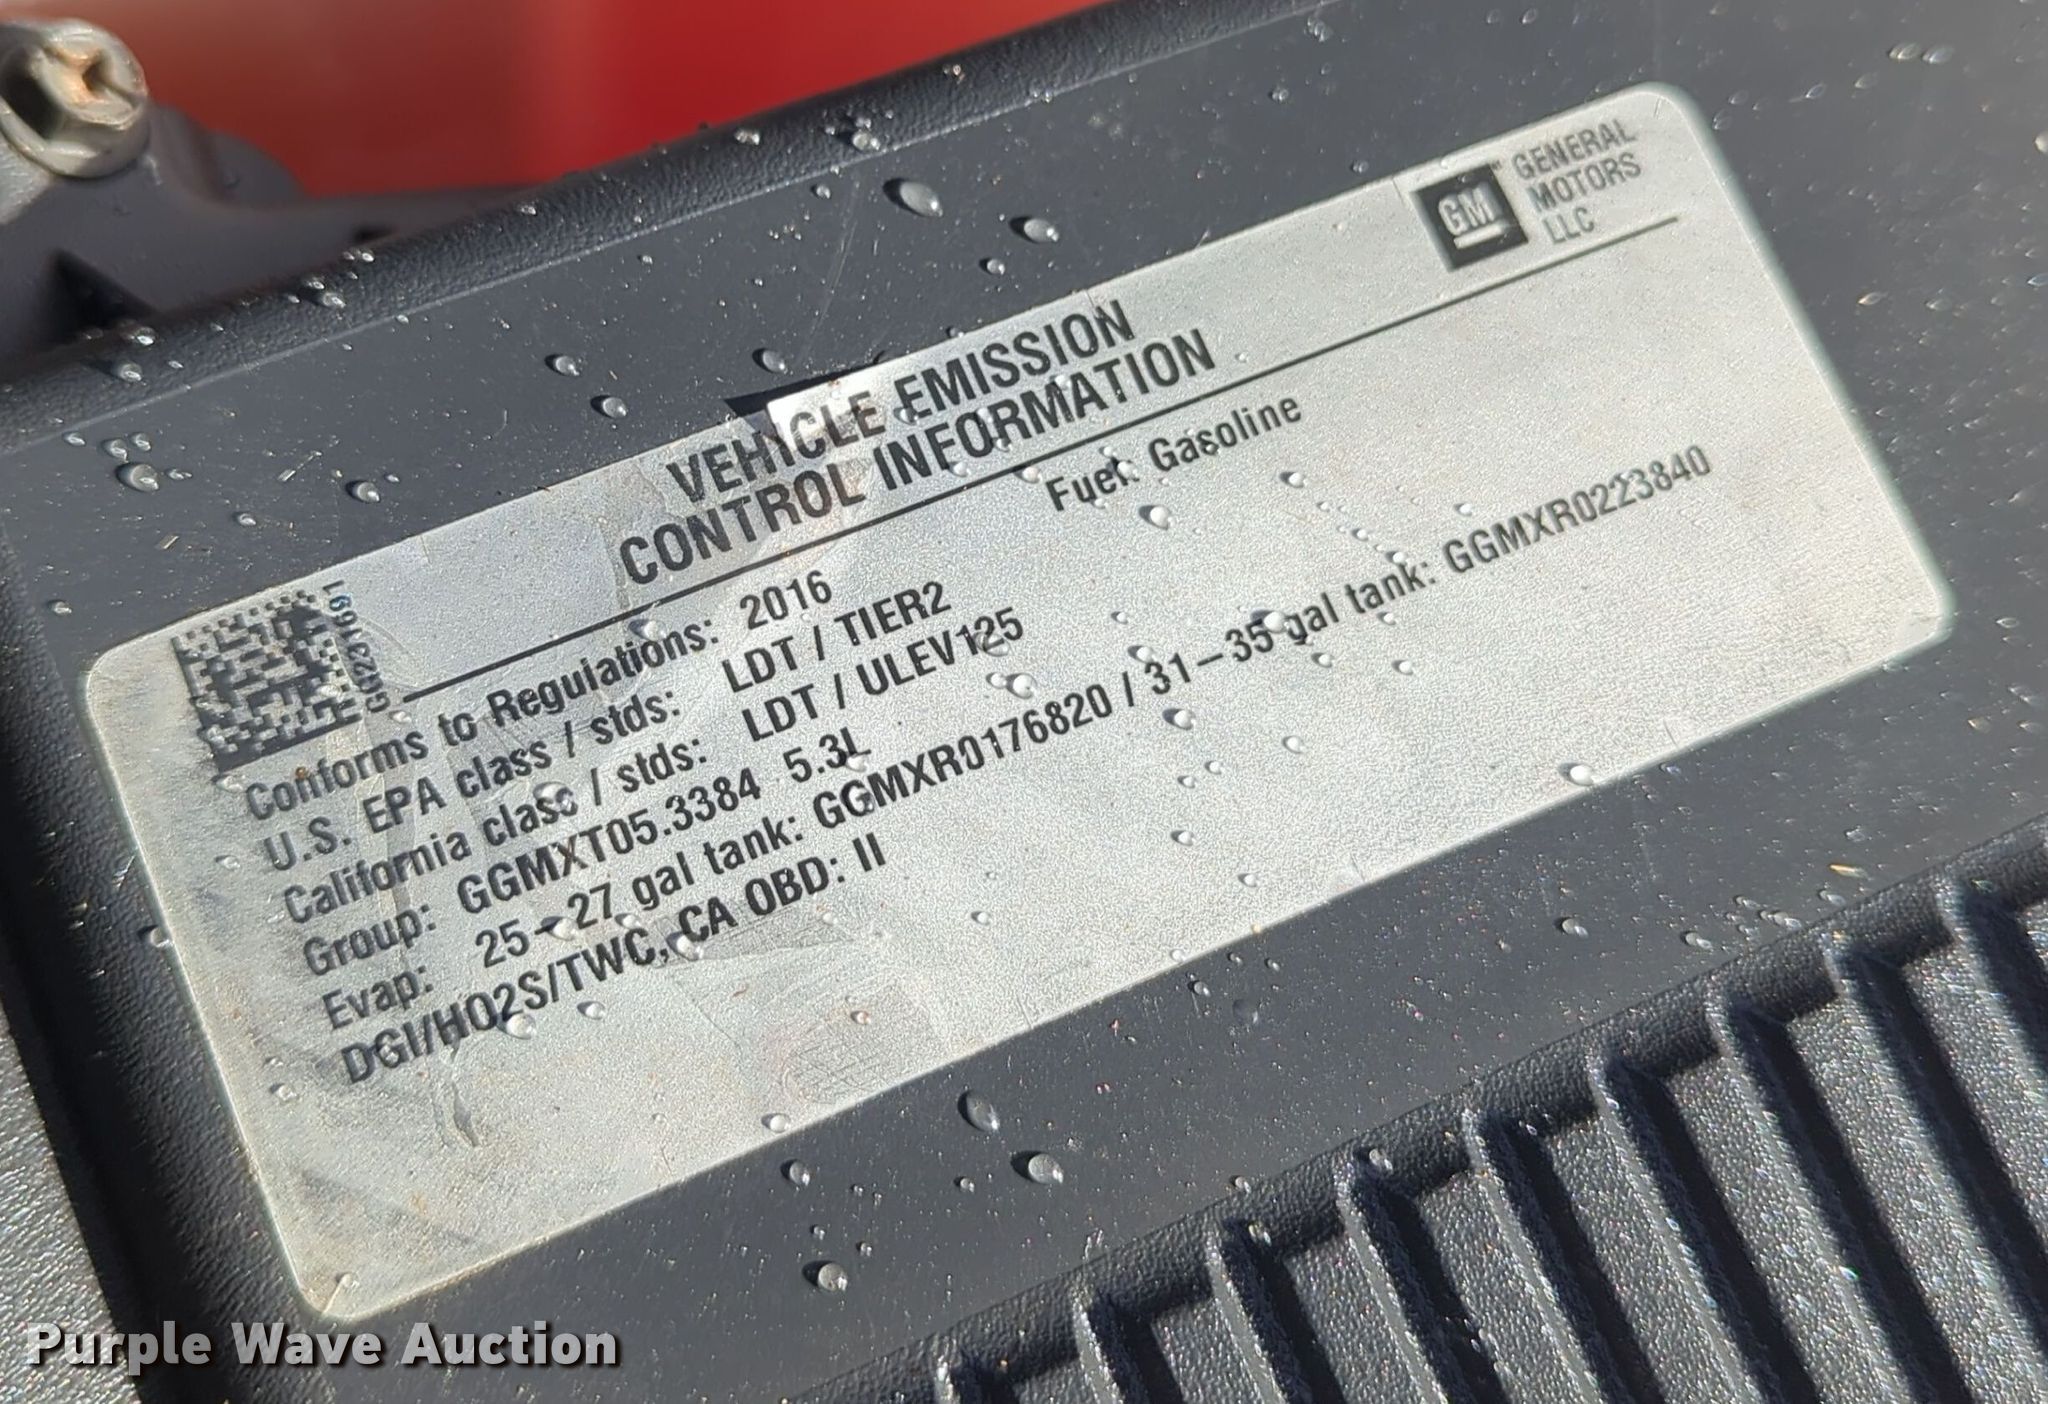 GM
GENERAL
MOTORS
LLC
VEHICLE EMISSION
CONTROL INFORMATION
Conforms to Regulations: 2016
Fuel: Gasoline
U.S. EPA class / stds: LDT / TIER2
California class / stds: LDT / ULEV125
Group: GGMXT05.3384 5.3L
Evap: 25–27 gal tank: GGMXR0176820 / 31–35 gal tank: GGMXR0223840
DGI/HO2S/TWC, CA OBD: II
Purple Wave Auction